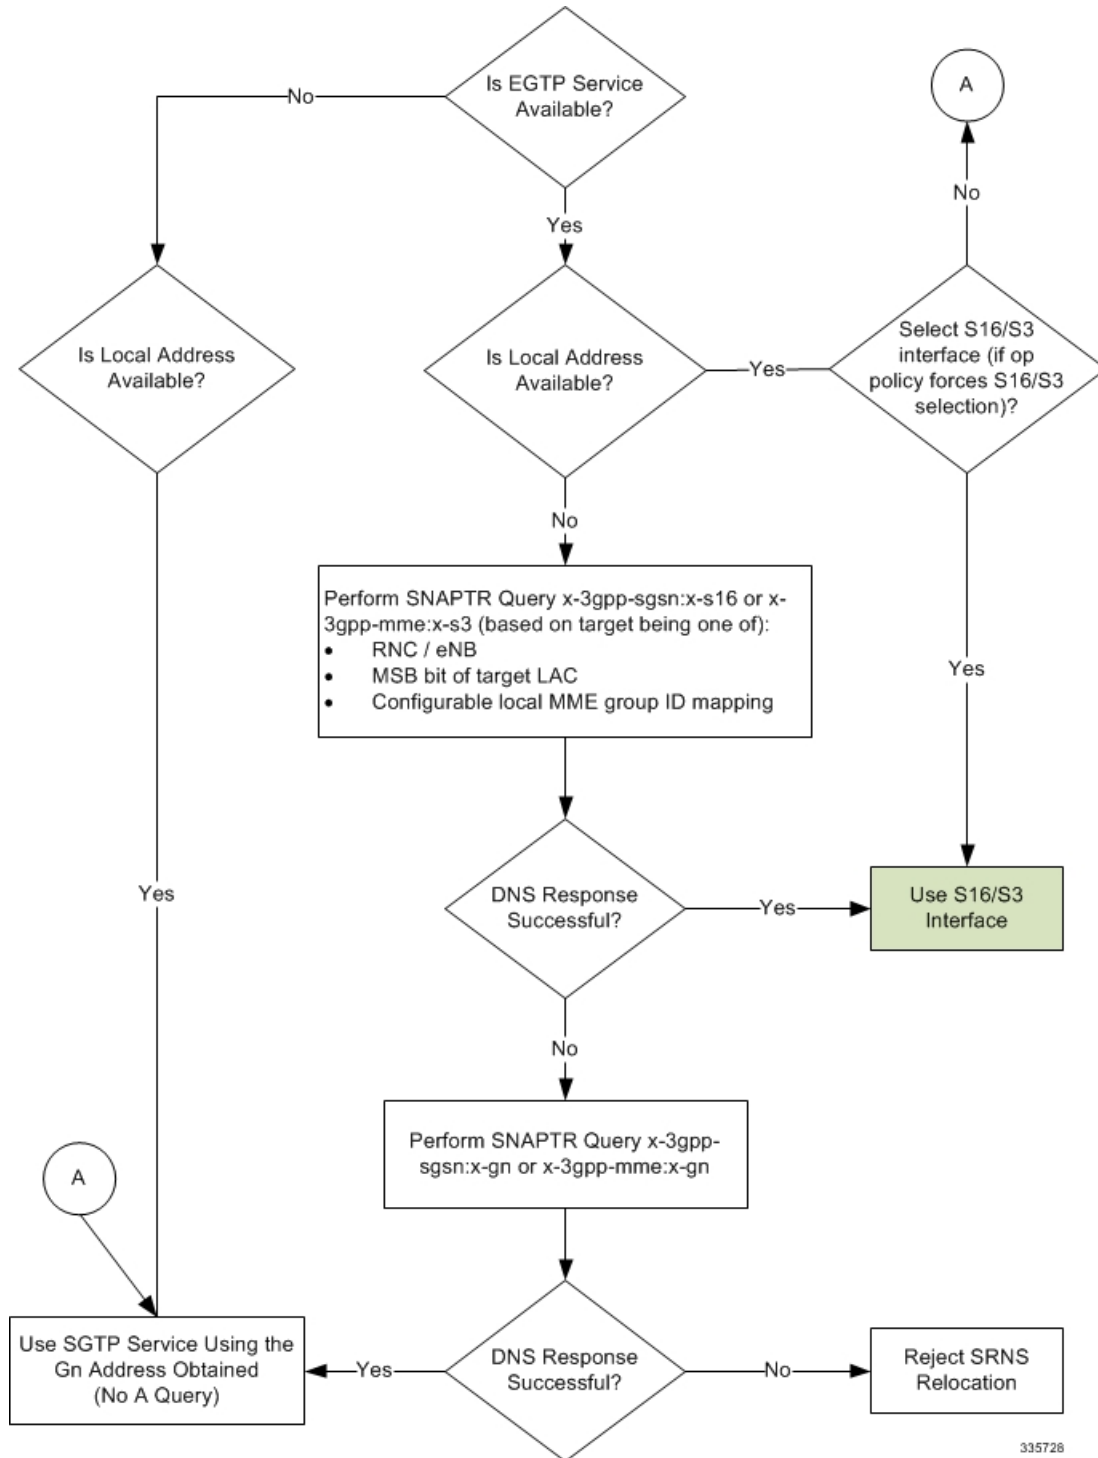 Is EGTP Service
Available?
No
A
Yes
No
Is Local Address
Available?
Is Local Address
Available?
Yes
Select S16/S3
interface (if op
policy forces S16/S3
selection)?
No
Perform SNAPTR Query x-3gpp-sgsn:x-s16 or x-
3gpp-mme:x-s3 (based on target being one of):
• RNC / eNB
• MSB bit of target LAC
• Configurable local MME group ID mapping
Yes
Yes
DNS Response
Successful?
Yes
Use S16/S3
Interface
No
Perform SNAPTR Query x-3gpp-
sgsn:x-gn or x-3gpp-mme:x-gn
A
Use SGTP Service Using the
Gn Address Obtained
(No A Query)
Yes
DNS Response
Successful?
No
Reject SRNS
Relocation
335728